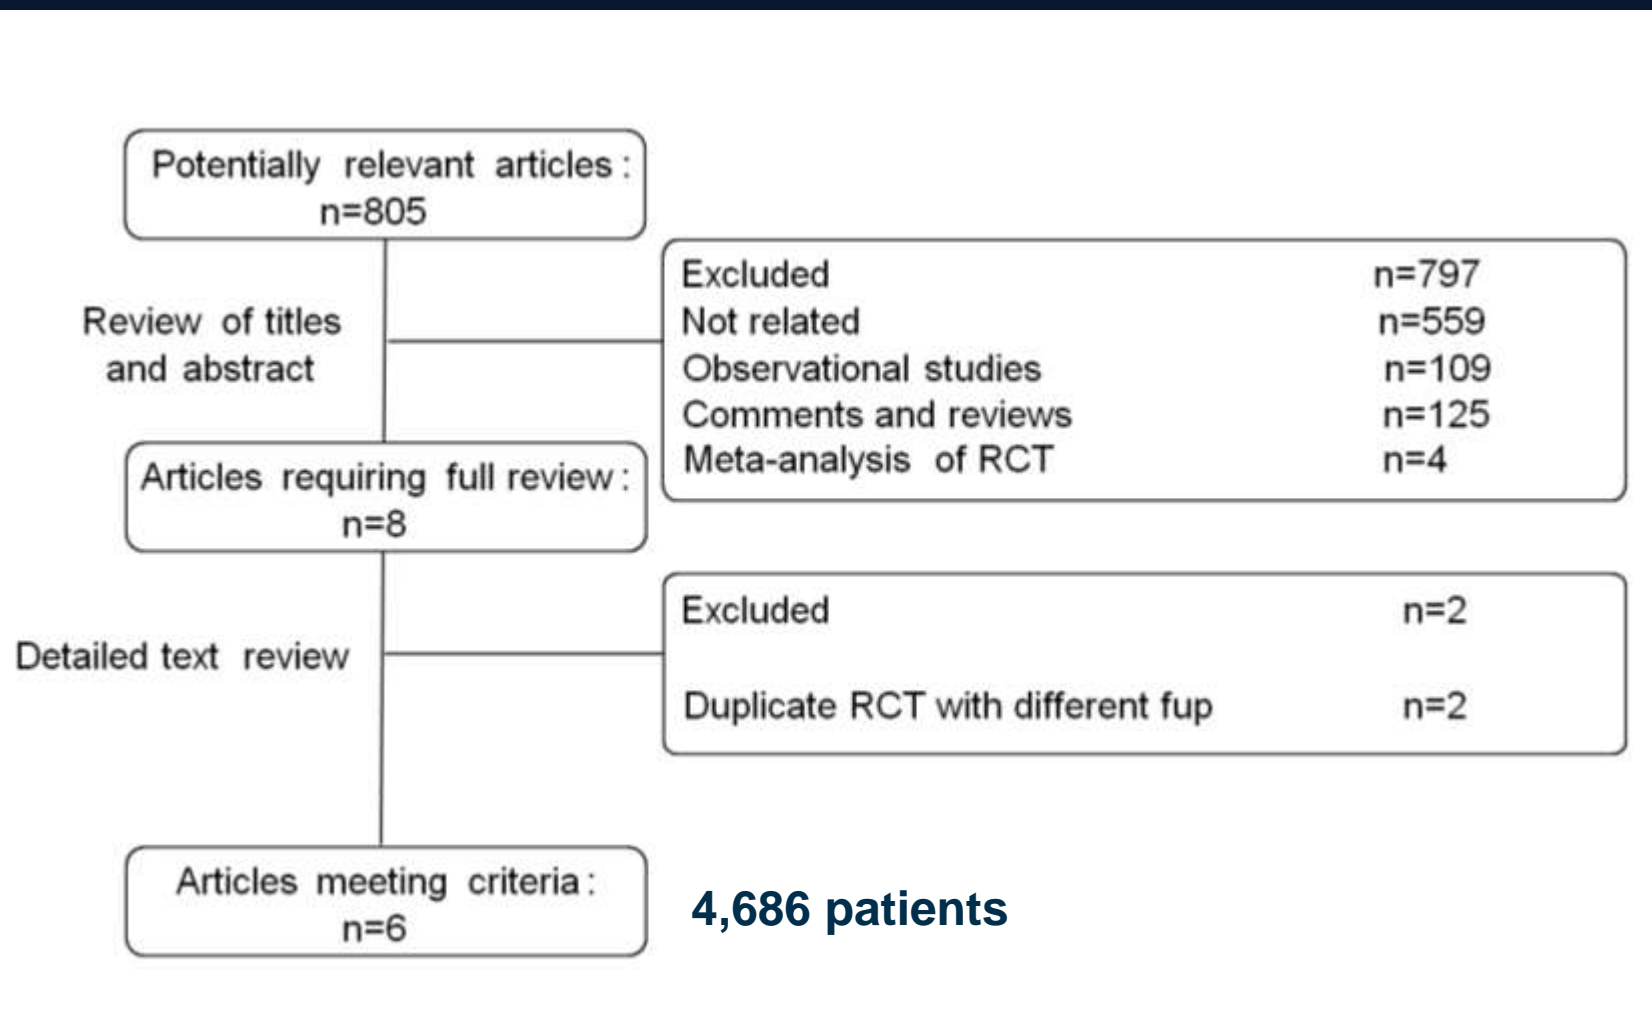 Potentially relevant articles :
n=805
Review of titles
and abstract
Excluded n=797
Not related n=559
Observational studies n=109
Comments and reviews n=125
Meta-analysis of RCT n=4
Articles requiring full review :
n=8
Detailed text review
Excluded n=2
Duplicate RCT with different fup n=2
Articles meeting criteria :
n=6
4,686 patients